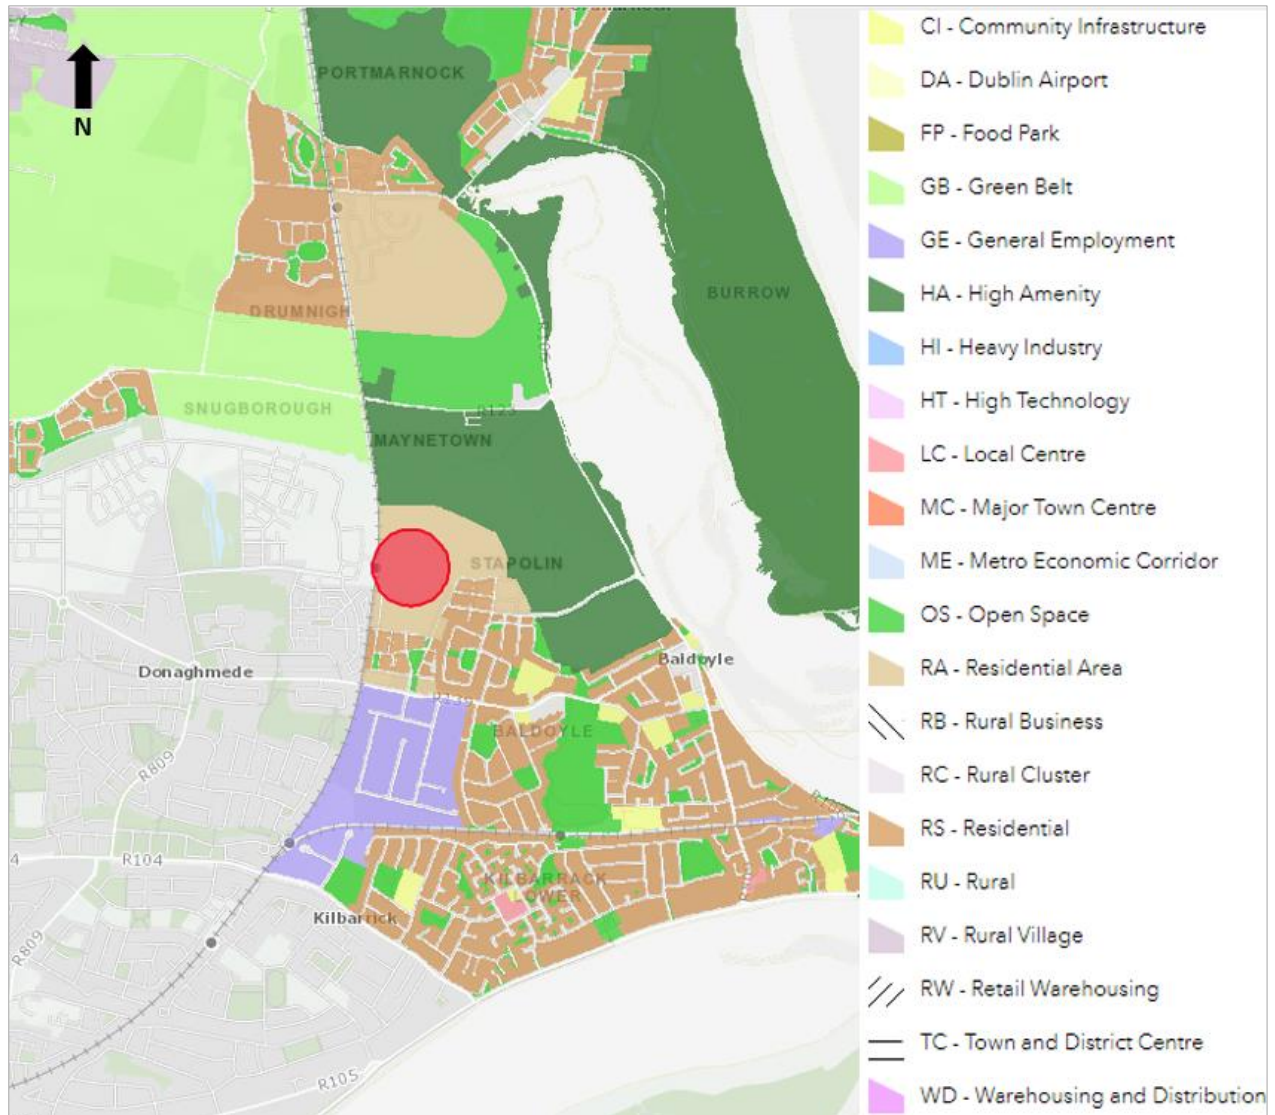 PORTMARNOCK
N
BURROW
DRUMNIGH
SNUGBOROUGH
R123
MAYNETOWN
STAPOLIN
Donaghmede
Baldoyle
R139
BALDOYLE
R809
R104
KILBARRACK
LOWER
Kilbarrick
R809
R105
CI - Community Infrastructure
DA - Dublin Airport
FP - Food Park
GB - Green Belt
GE - General Employment
HA - High Amenity
HI - Heavy Industry
HT - High Technology
LC - Local Centre
MC - Major Town Centre
ME - Metro Economic Corridor
OS - Open Space
RA - Residential Area
RB - Rural Business
RC - Rural Cluster
RS - Residential
RU - Rural
RV - Rural Village
RW - Retail Warehousing
TC - Town and District Centre
WD - Warehousing and Distribution